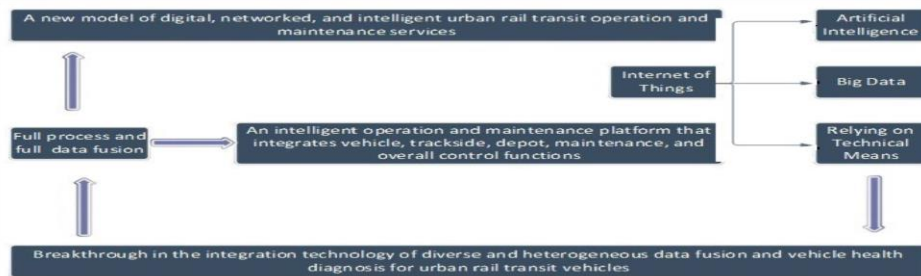 A new model of digital, networked, and intelligent urban rail transit operation and
maintenance services
Artificial
Intelligence
Internet of
Things
Big Data
Full process and
full data fusion
An intelligent operation and maintenance platform that
integrates vehicle, trackside, depot, maintenance, and
overall control functions
Relying on
Technical
Means
Breakthrough in the integration technology of diverse and heterogeneous data fusion and vehicle health
diagnosis for urban rail transit vehicles